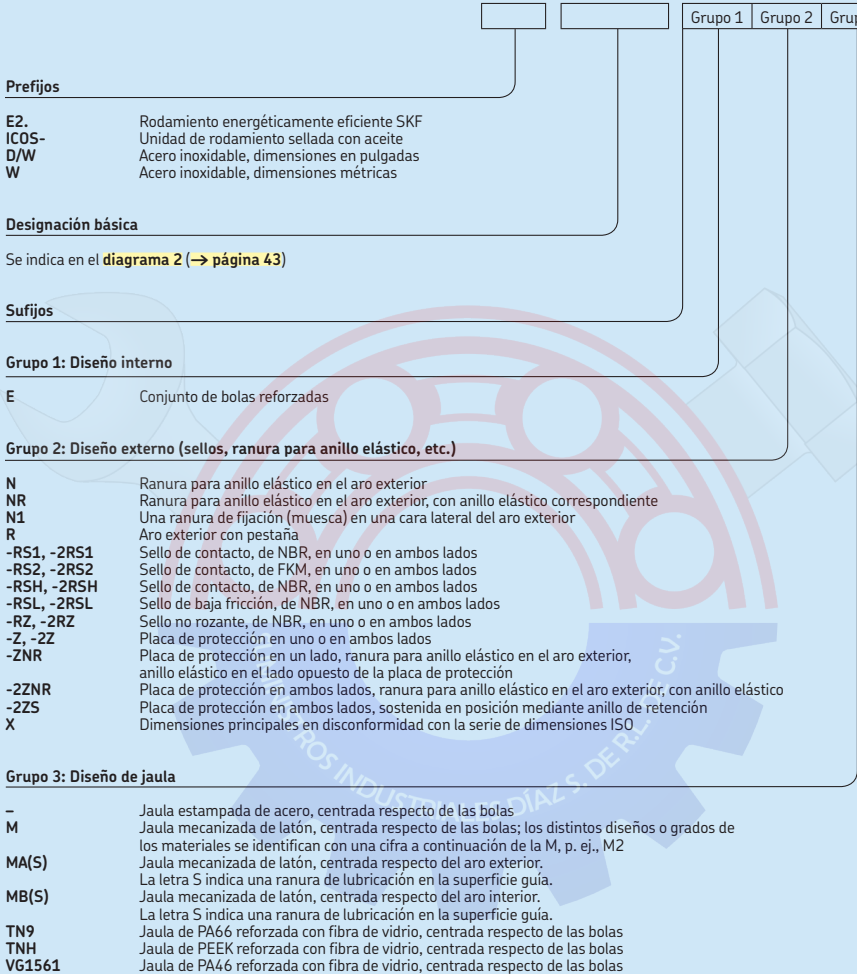 Grupo 1 Grupo 2 Grup
Prefijos
E2. Rodamiento energéticamente eficiente SKF
ICOS- Unidad de rodamiento sellada con aceite
D/W Acero inoxidable, dimensiones en pulgadas
W Acero inoxidable, dimensiones métricas
Designación básica
Se indica en el diagrama 2 (→ página 43)
Sufijos
Grupo 1: Diseño interno
E Conjunto de bolas reforzadas
Grupo 2: Diseño externo (sellos, ranura para anillo elástico, etc.)
N Ranura para anillo elástico en el aro exterior
NR Ranura para anillo elástico en el aro exterior, con anillo elástico correspondiente
N1 Una ranura de fijación (muesca) en una cara lateral del aro exterior
R Aro exterior con pestaña
-RS1, -2RS1 Sello de contacto, de NBR, en uno o en ambos lados
-RS2, -2RS2 Sello de contacto, de FKM, en uno o en ambos lados
-RSH, -2RSH Sello de contacto, de NBR, en uno o en ambos lados
-RSL, -2RSL Sello de baja fricción, de NBR, en uno o en ambos lados
-RZ, -2RZ Sello no rozante, de NBR, en uno o en ambos lados
-Z, -2Z Placa de protección en uno o en ambos lados
-ZNR Placa de protección en un lado, ranura para anillo elástico en el aro exterior,
anillo elástico en el lado opuesto de la placa de protección
-2ZNR Placa de protección en ambos lados, ranura para anillo elástico en el aro exterior, con anillo elástico
-2ZS Placa de protección en ambos lados, sostenida en posición mediante anillo de retención
X Dimensiones principales en disconformidad con la serie de dimensiones ISO
Grupo 3: Diseño de jaula
– Jaula estampada de acero, centrada respecto de las bolas
M Jaula mecanizada de latón, centrada respecto de las bolas; los distintos diseños o grados de
los materiales se identifican con una cifra a continuación de la M, p. ej., M2
MA(S) Jaula mecanizada de latón, centrada respecto del aro exterior.
La letra S indica una ranura de lubricación en la superficie guía.
MB(S) Jaula mecanizada de latón, centrada respecto del aro interior.
La letra S indica una ranura de lubricación en la superficie guía.
TN9 Jaula de PA66 reforzada con fibra de vidrio, centrada respecto de las bolas
TNH Jaula de PEEK reforzada con fibra de vidrio, centrada respecto de las bolas
VG1561 Jaula de PA46 reforzada con fibra de vidrio, centrada respecto de las bolas
INDUSTRIALES DÍAZ S. DE R.L. DE C.V.